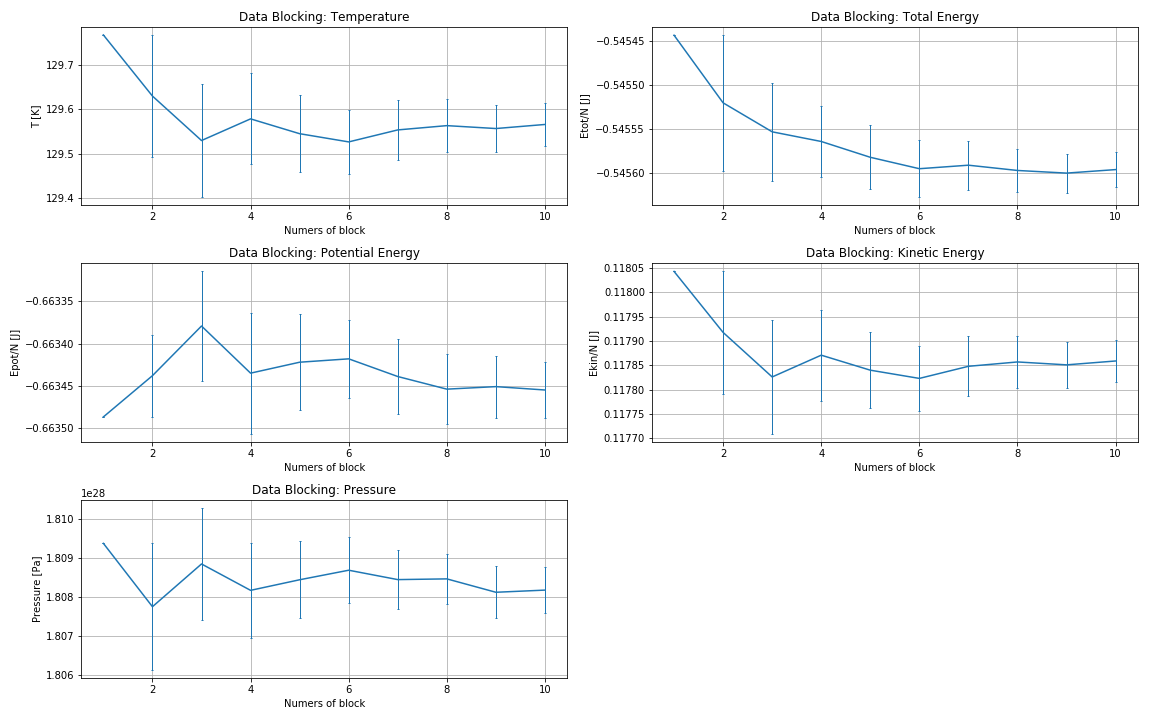 Data Blocking: Temperature
T [K]
129.7
129.6
129.5
129.4
2 4 6 8 10
Numers of block
Data Blocking: Total Energy
Etot/N [J]
−0.54545
−0.54550
−0.54555
−0.54560
2 4 6 8 10
Numers of block
Data Blocking: Potential Energy
Epot/N [J]
−0.66335
−0.66340
−0.66345
−0.66350
2 4 6 8 10
Numers of block
Data Blocking: Kinetic Energy
Ekin/N [J]
0.11805
0.11800
0.11795
0.11790
0.11785
0.11780
0.11775
0.11770
2 4 6 8 10
Numers of block
Data Blocking: Pressure
1e28
Pressure [Pa]
1.810
1.809
1.808
1.807
1.806
2 4 6 8 10
Numers of block